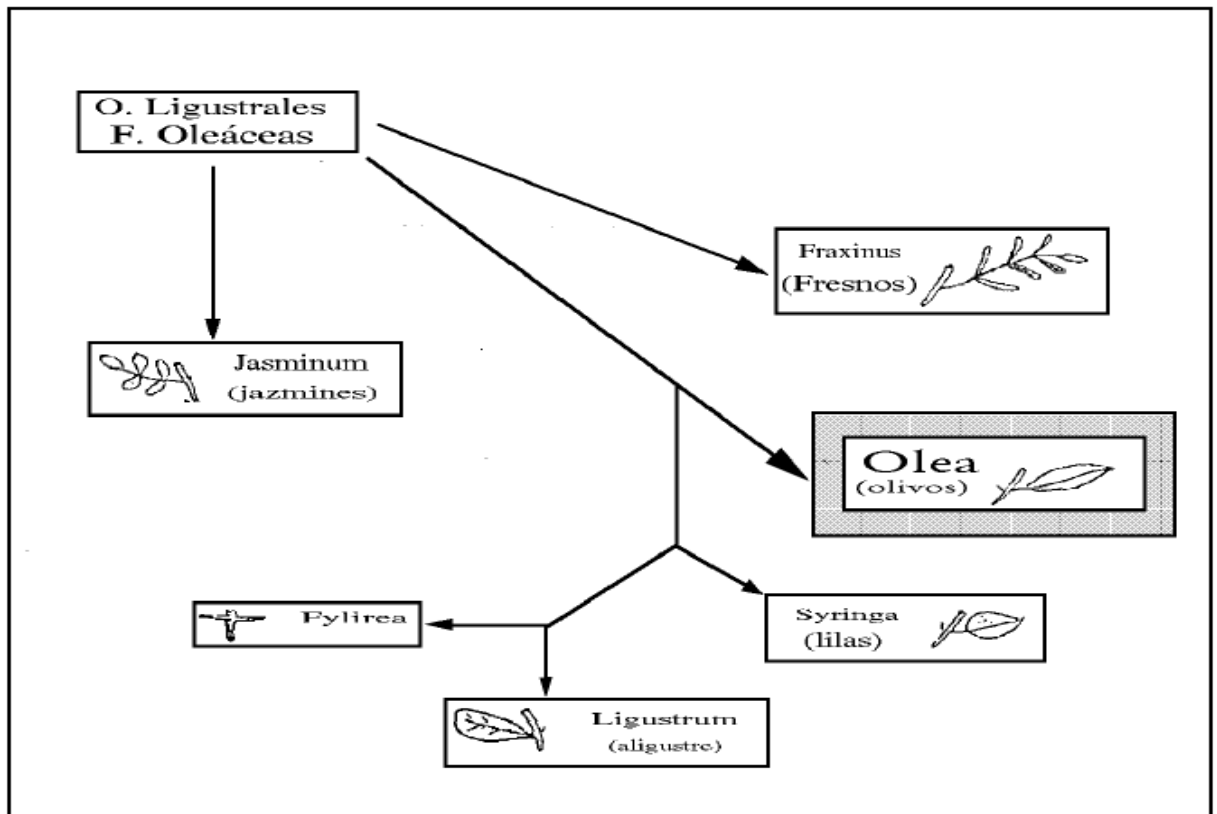 O. Ligustrales
F. Oleáceas
Fraxinus
(Fresnos)
Jasminum
(jazmines)
Olea
(olivos)
Fylirea
Syringa
(lilas)
Ligustrum
(aligustre)